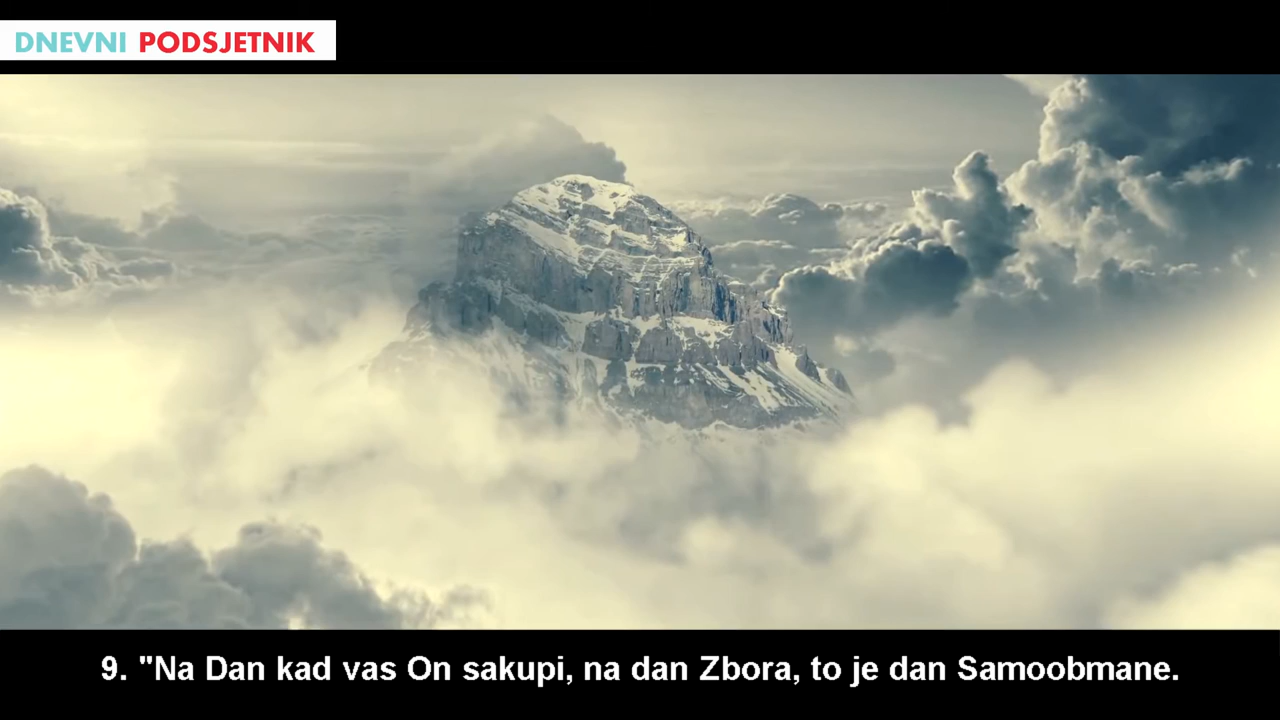 DNEVNI PODSJETNIK
9. "Na Dan kad vas On sakupi, na dan Zbora, to je dan Samoobmane.